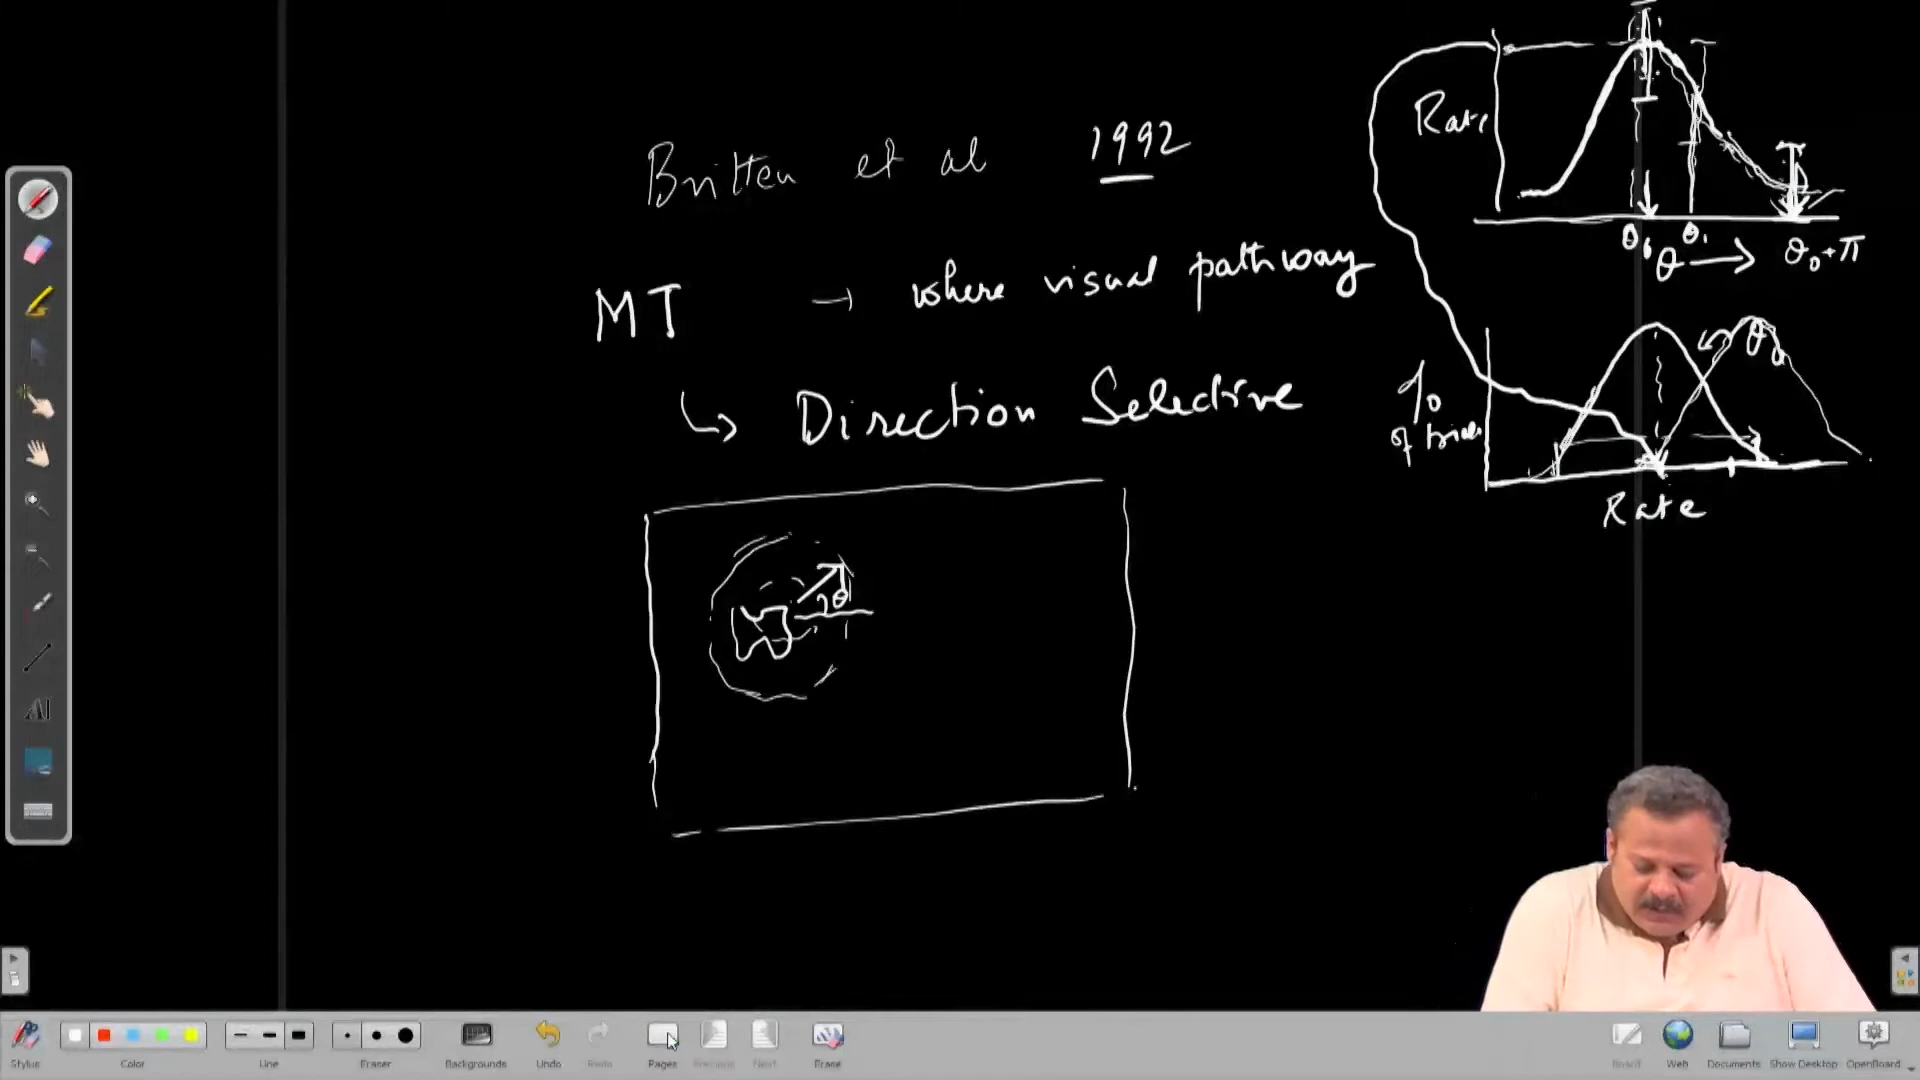 Britten et al 1992
MT → where visual pathway
↳ Direction Selective
θ
Rate
θ₀ θ₁ θ₀+π
θ →
% of trials
θ₀
Rate
Stylus
Color
Line
Eraser
Backgrounds
Undo
Redo
Pages
Previous
Next
Erase
Board
Web
Documents
Show Desktop
OpenBoard